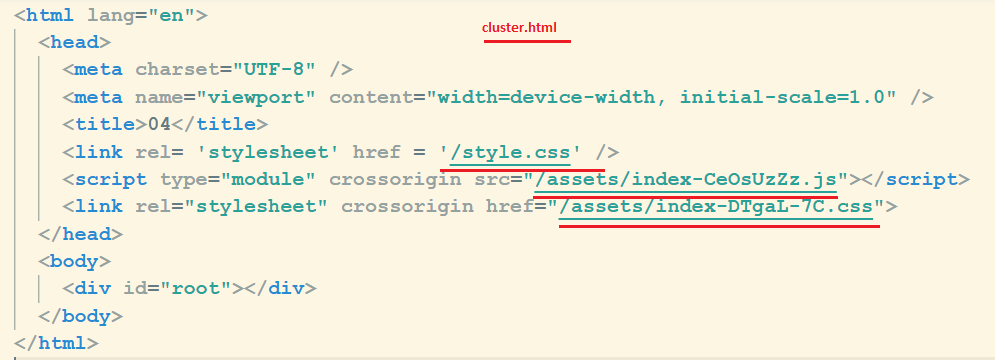 <html lang="en">
cluster.html
<head>
<meta charset="UTF-8" />
<meta name="viewport" content="width=device-width, initial-scale=1.0" />
<title>04</title>
<link rel= 'stylesheet' href = '/style.css' />
<script type="module" crossorigin src="/assets/index-CeOsUzZz.js"></script>
<link rel="stylesheet" crossorigin href="/assets/index-DTgaL-7C.css">
</head>
<body>
<div id="root"></div>
</body>
</html>